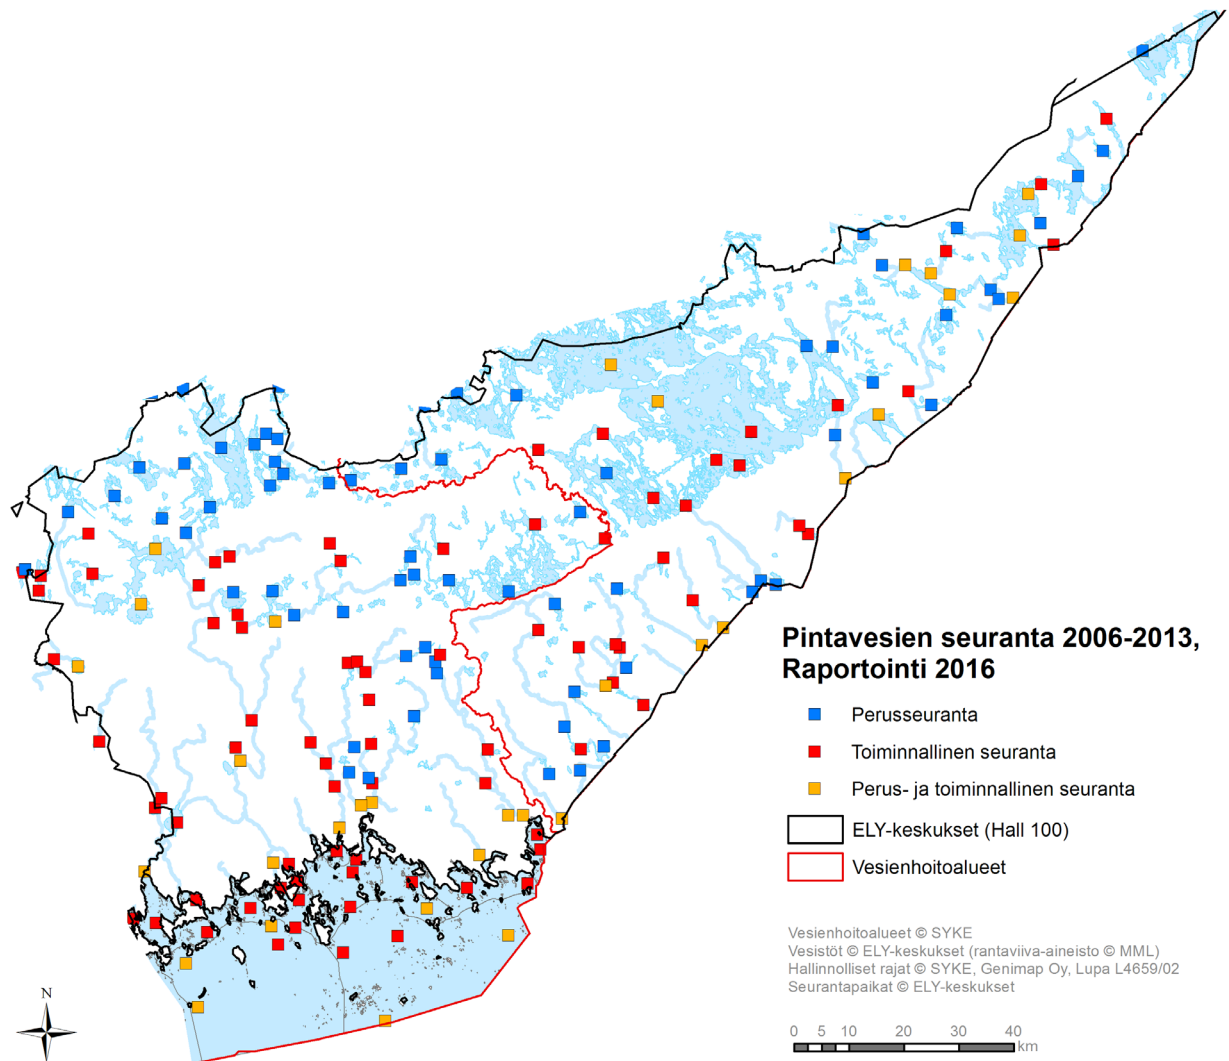 Pintavesien seuranta 2006-2013,
Raportointi 2016
Perusseuranta
Toiminnallinen seuranta
Perus- ja toiminnallinen seuranta
ELY-keskukset (Hall 100)
Vesienhoitoalueet
Vesienhoitoalueet © SYKE
Vesistöt © ELY-keskukset (rantaviiva-aineisto © MML)
Hallinnolliset rajat © SYKE, Genimap Oy, Lupa L4659/02
Seurantapaikat © ELY-keskukset
N
0 5 10 20 30 40
km